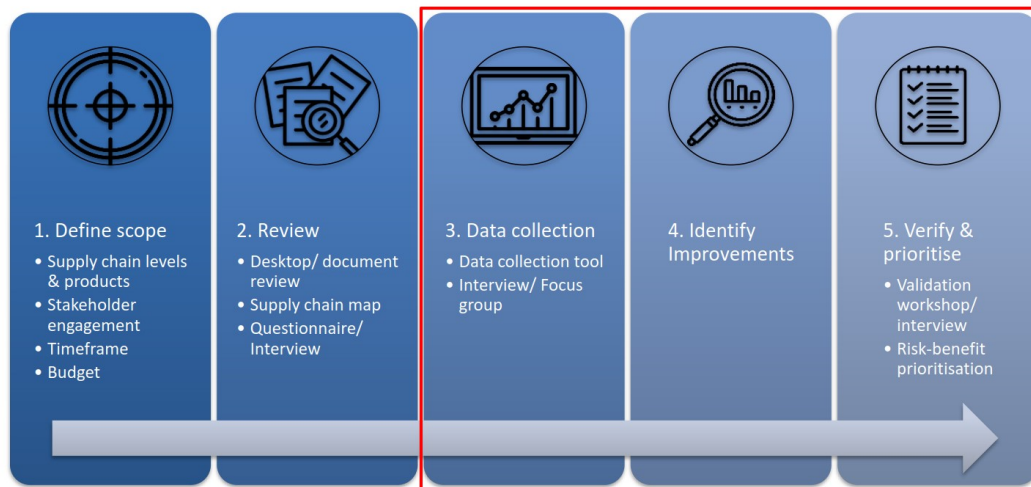 1. Define scope
• Supply chain levels
& products
• Stakeholder
engagement
• Timeframe
• Budget
2. Review
• Desktop/ document
review
• Supply chain map
• Questionnaire/
Interview
3. Data collection
• Data collection tool
• Interview/ Focus
group
4. Identify
Improvements
5. Verify &
prioritise
• Validation
workshop/
interview
• Risk-benefit
prioritisation